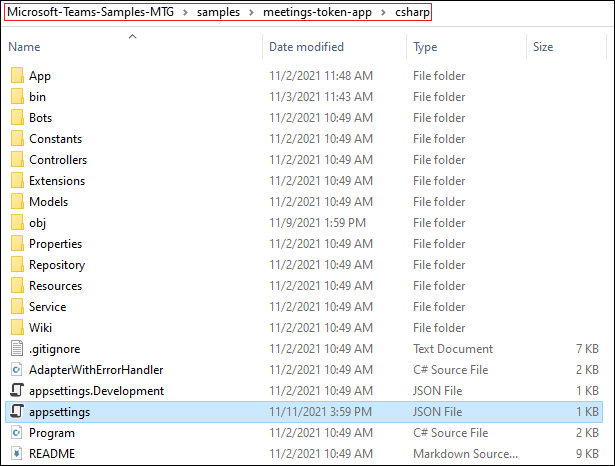 Microsoft-Teams-Samples-MTG > samples > meetings-token-app > csharp
Name Date modified Type Size
App 11/2/2021 11:48 AM File folder
bin 11/3/2021 11:43 AM File folder
Bots 11/2/2021 10:49 AM File folder
Constants 11/2/2021 10:49 AM File folder
Controllers 11/2/2021 10:49 AM File folder
Extensions 11/2/2021 10:49 AM File folder
Models 11/2/2021 10:49 AM File folder
obj 11/9/2021 1:59 PM File folder
Properties 11/2/2021 10:49 AM File folder
Repository 11/2/2021 10:49 AM File folder
Resources 11/2/2021 10:49 AM File folder
Service 11/2/2021 10:49 AM File folder
Wiki 11/2/2021 10:49 AM File folder
.gitignore 11/2/2021 10:49 AM Text Document 7 KB
AdapterWithErrorHandler 11/2/2021 10:49 AM C# Source File 2 KB
appsettings.Development 11/2/2021 10:49 AM JSON File 1 KB
appsettings 11/11/2021 3:59 PM JSON File 1 KB
Program 11/2/2021 10:49 AM C# Source File 2 KB
README 11/2/2021 10:49 AM Markdown Source... 9 KB